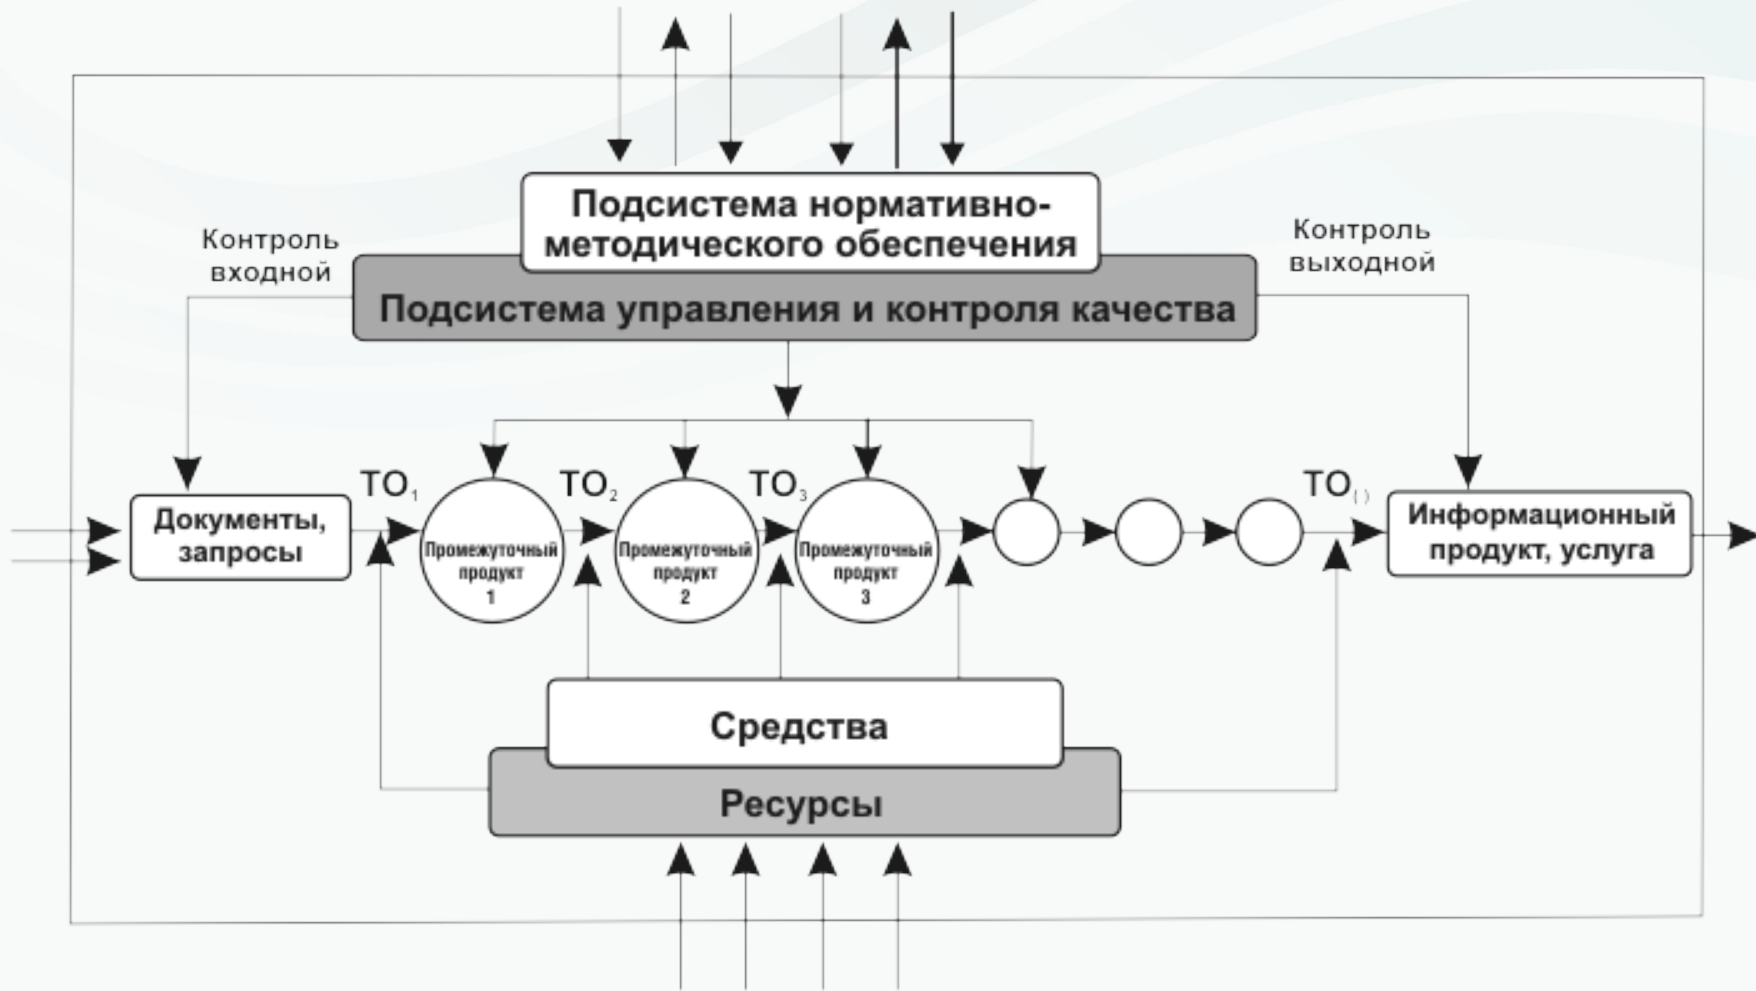 Подсистема нормативно-
методического обеспечения
Контроль
входной
Контроль
выходной
Подсистема управления и контроля качества
ТО1
ТО2
ТО3
ТО( )
Документы,
запросы
Промежуточный
продукт
1
Промежуточный
продукт
2
Промежуточный
продукт
3
Информационный
продукт, услуга
Средства
Ресурсы